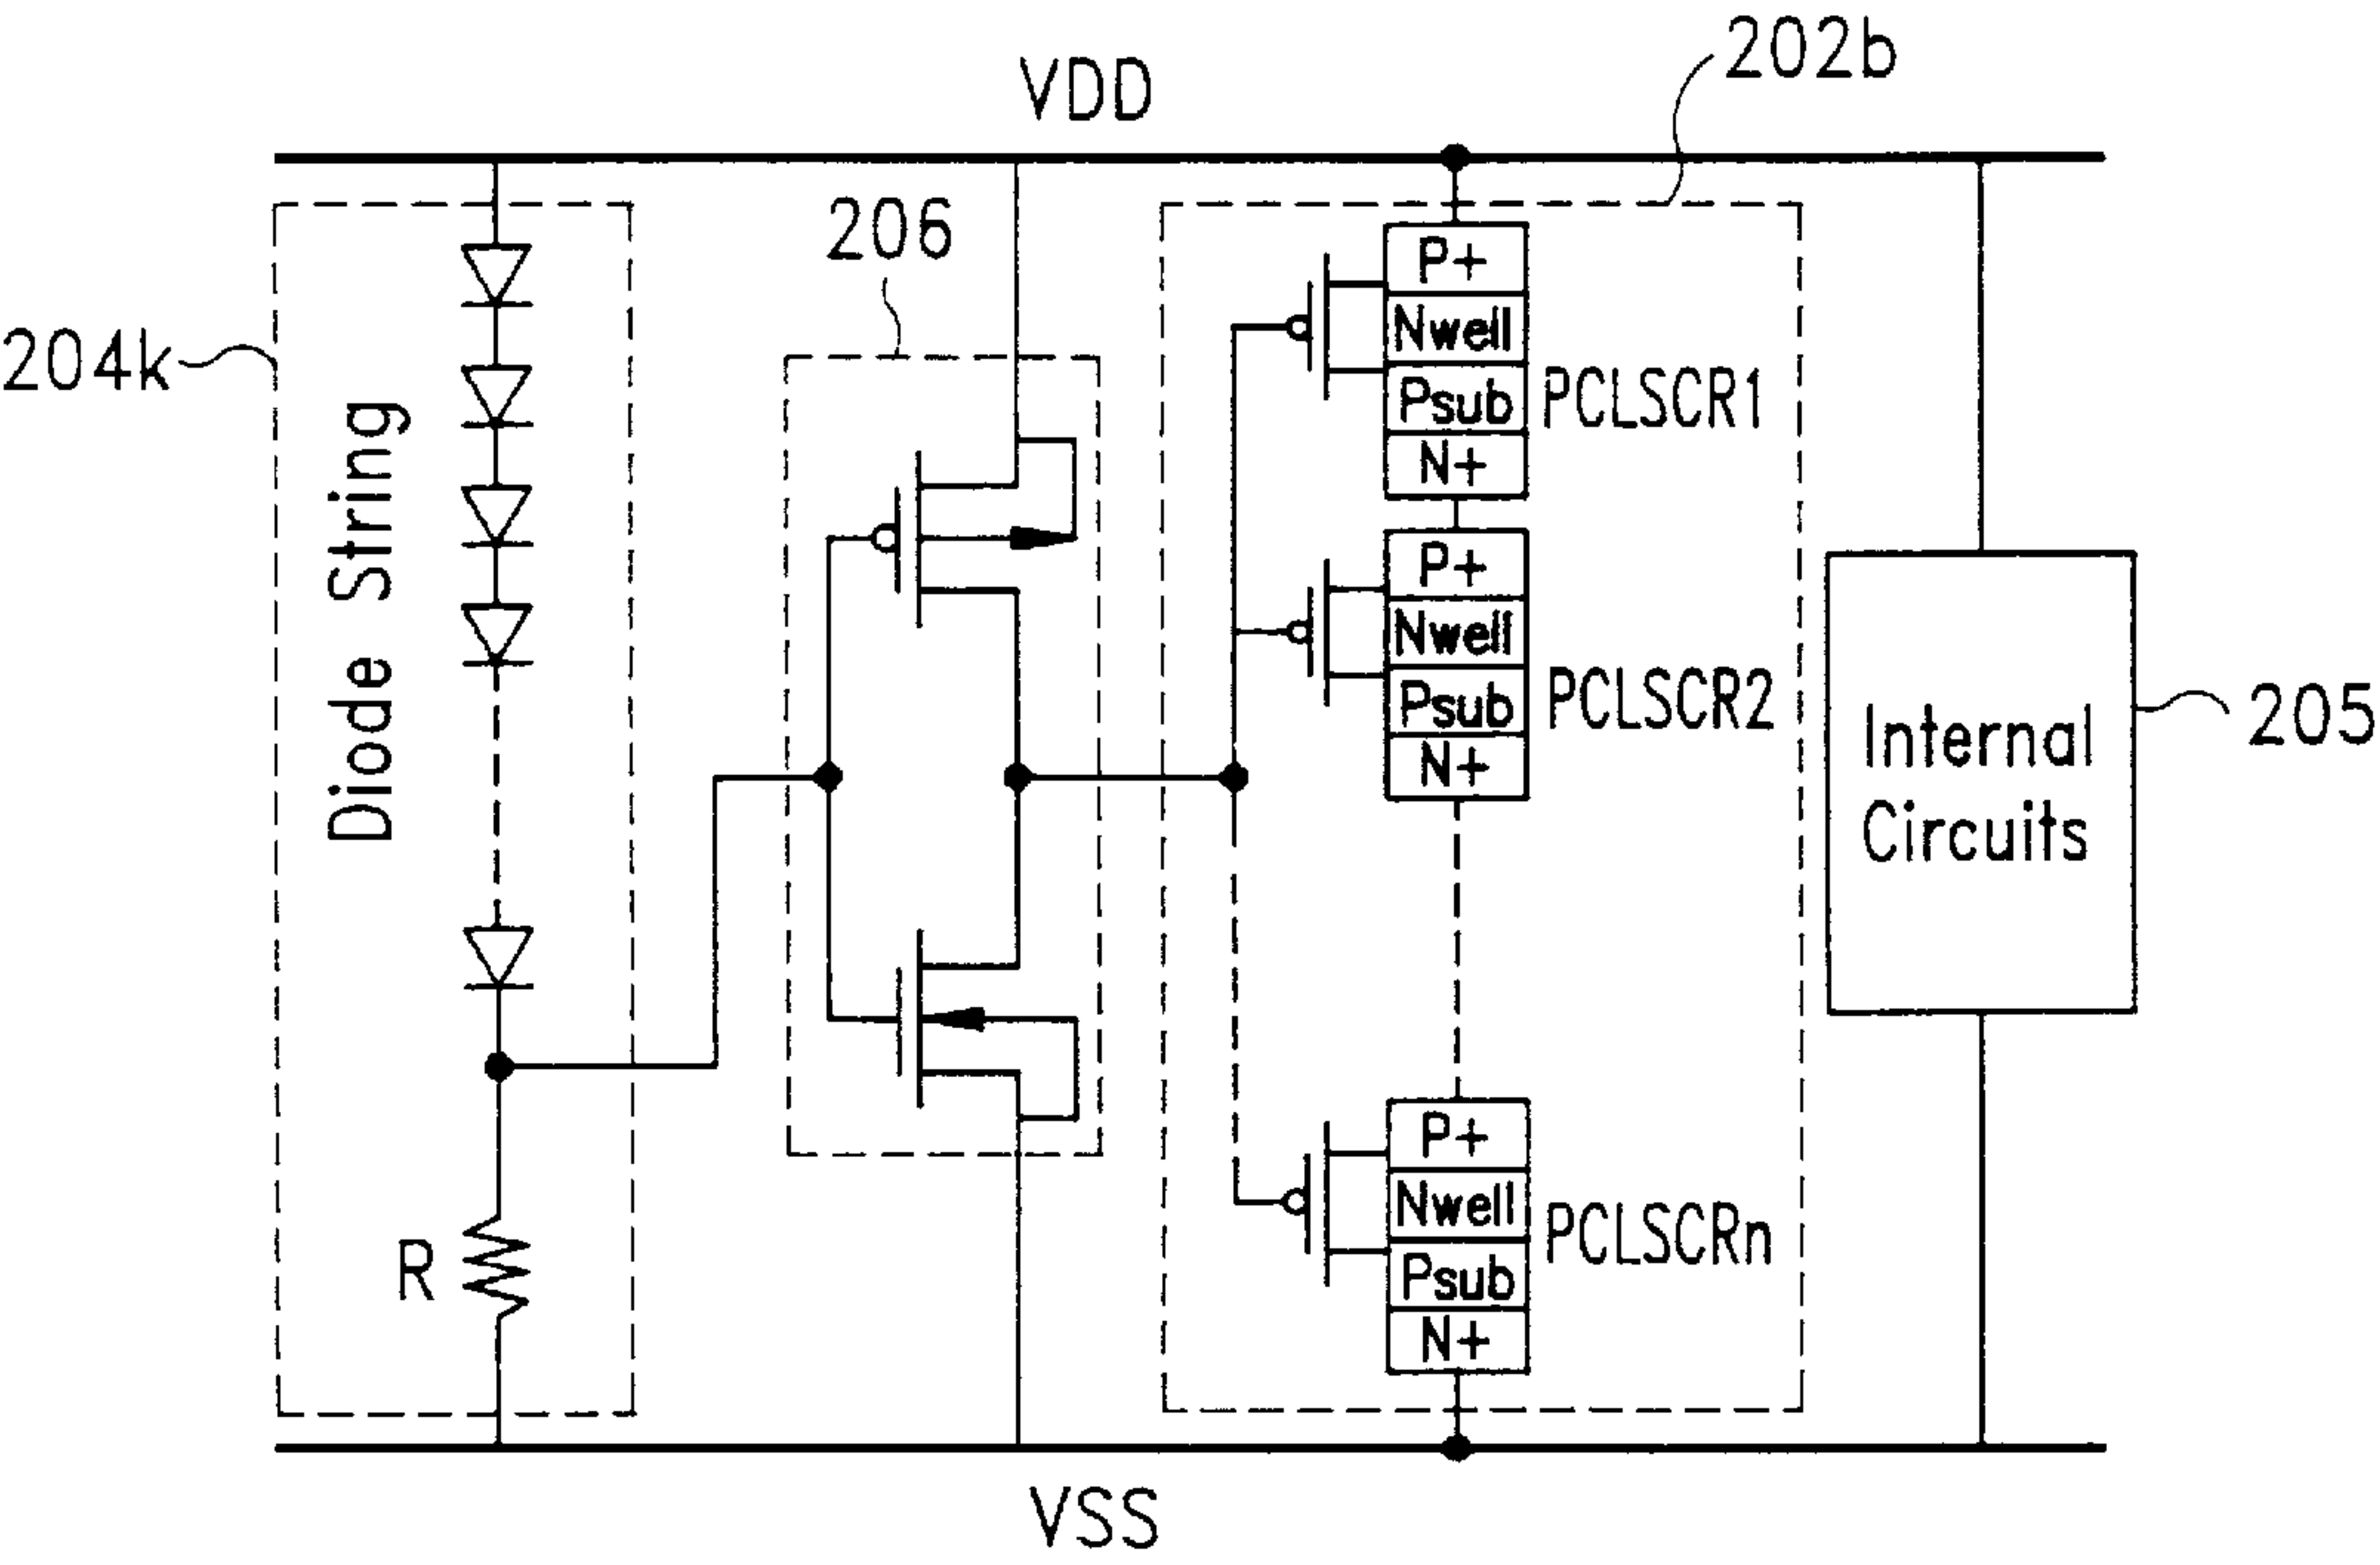 202b
VDD
206
204k
Diode String
P+
Nwell
Psub
N+
PCLSCR1
P+
Nwell
Psub
N+
PCLSCR2
Internal
Circuits
205
P+
Nwell
Psub
N+
PCLSCRn
R
VSS